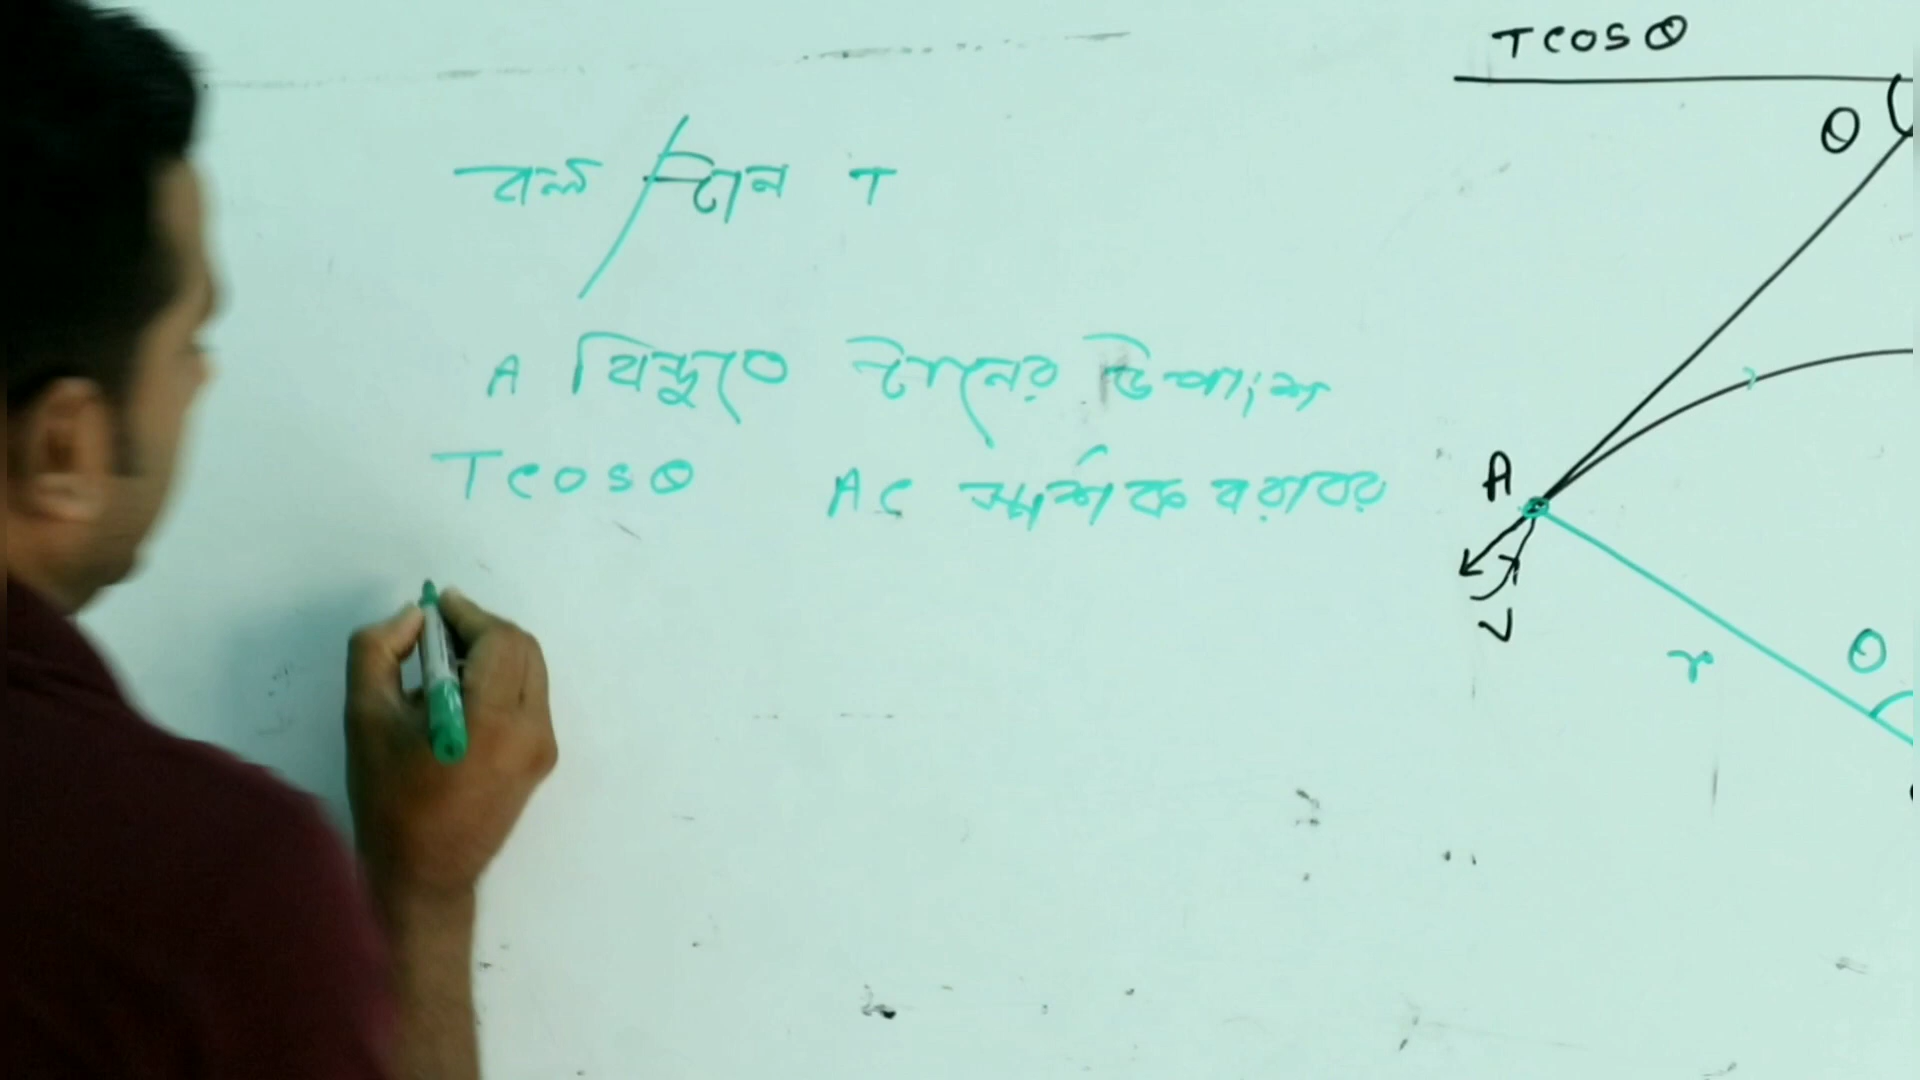 বল / টান T
A বিন্দুতে টানের উপাংশ
Tcosθ AC স্পর্শক বরাবর
Tcosθ
θ
A
V
r
θ